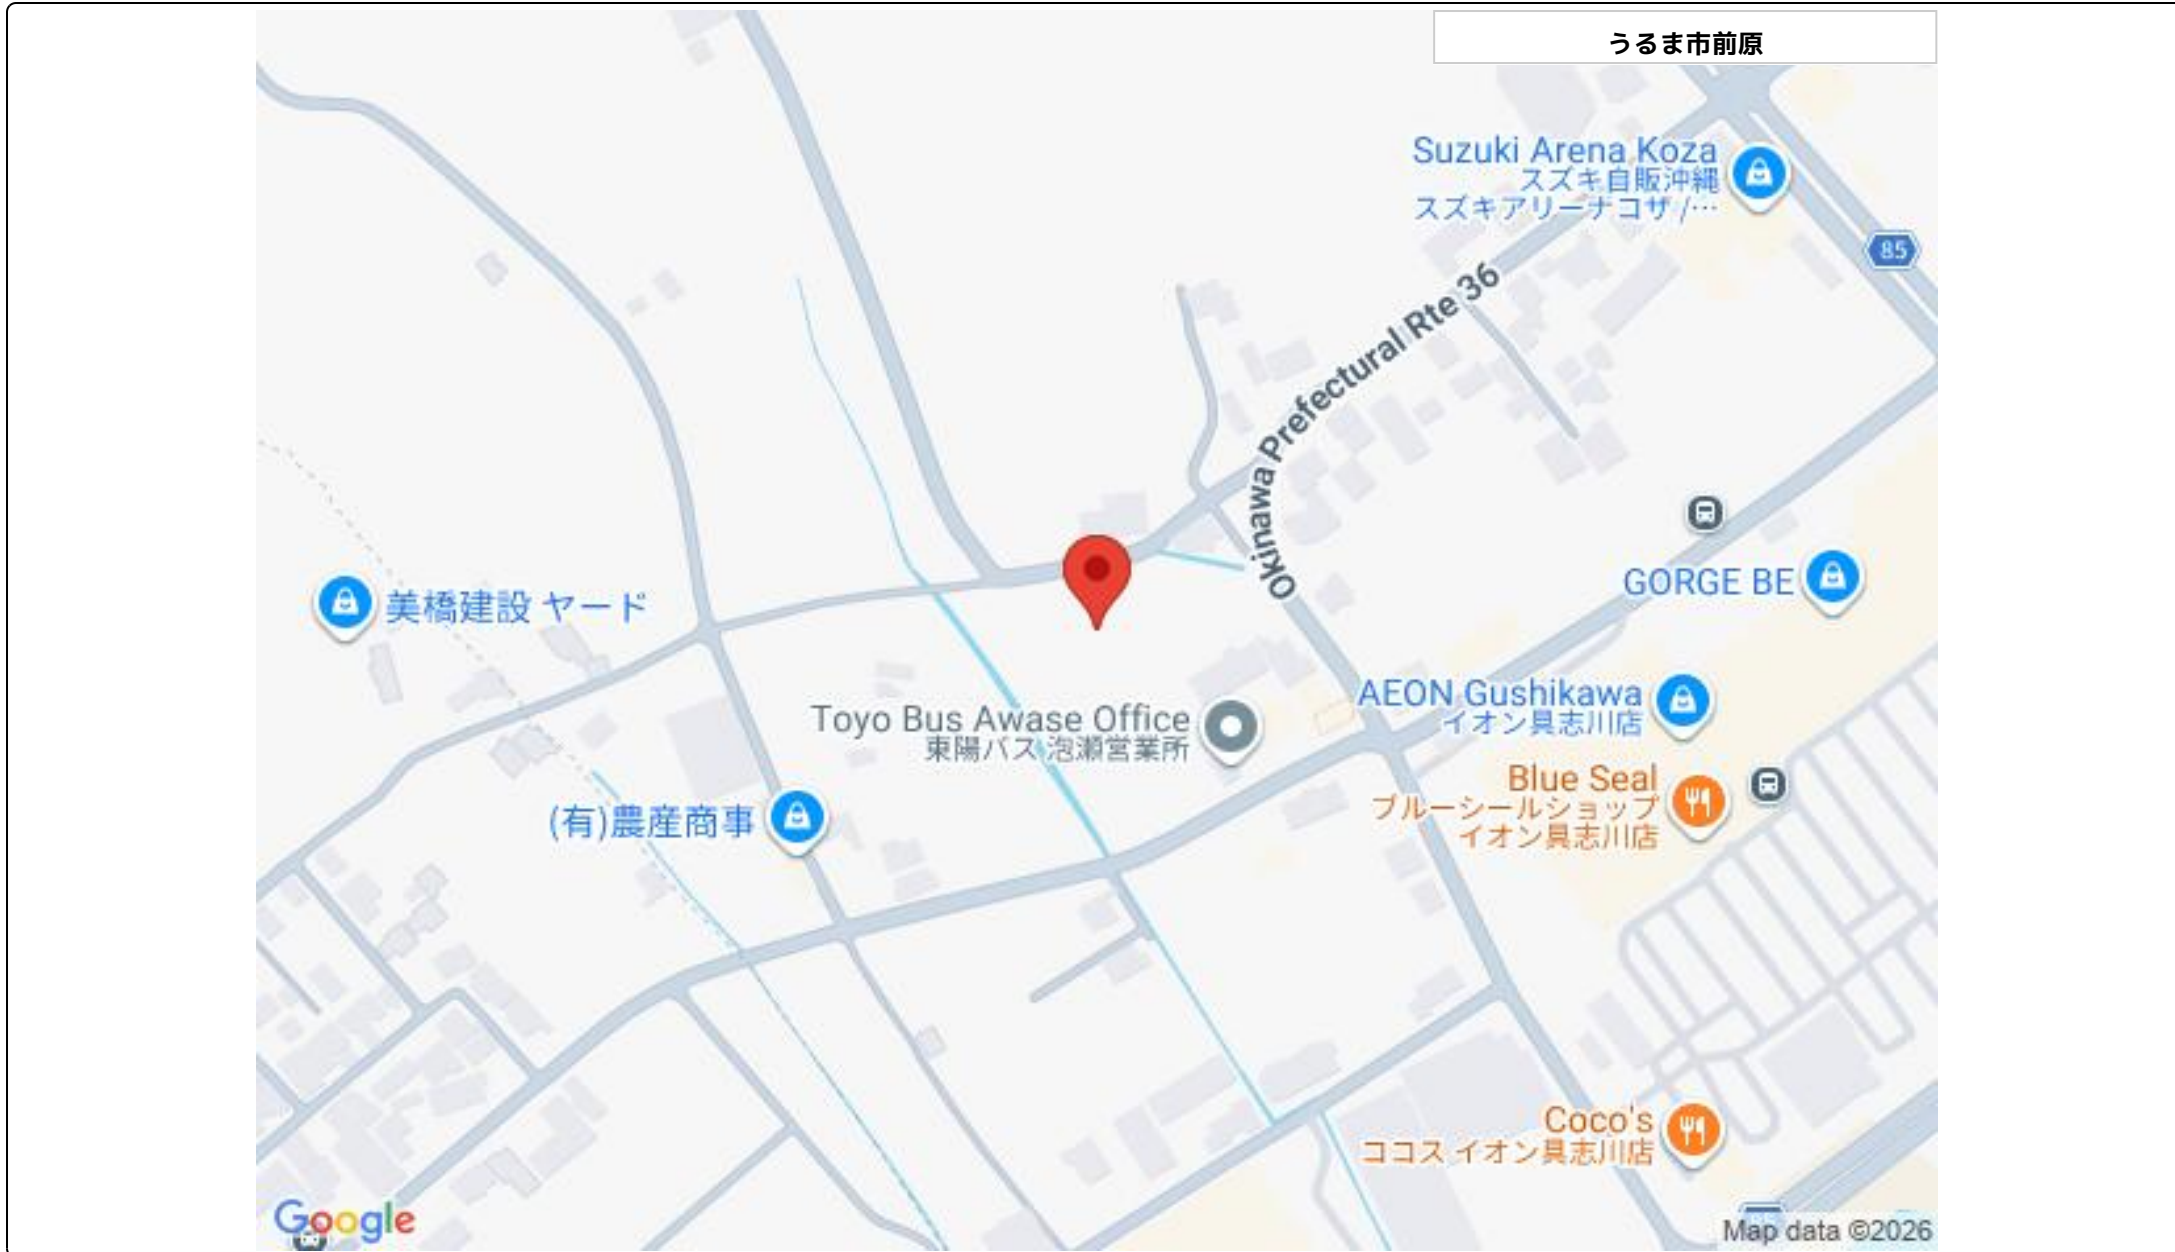 うるま市前原
Suzuki Arena Koza
スズキ自販沖縄
スズキアリーナコザ /…
85
Okinawa Prefectural Rte 36
美橋建設 ヤード
GORGE BE
Toyo Bus Awase Office
東陽バス 泡瀬営業所
AEON Gushikawa
イオン具志川店
Blue Seal
ブルーシールショップ
イオン具志川店
(有)農産商事
Coco's
ココス イオン具志川店
Google
Map data ©2026